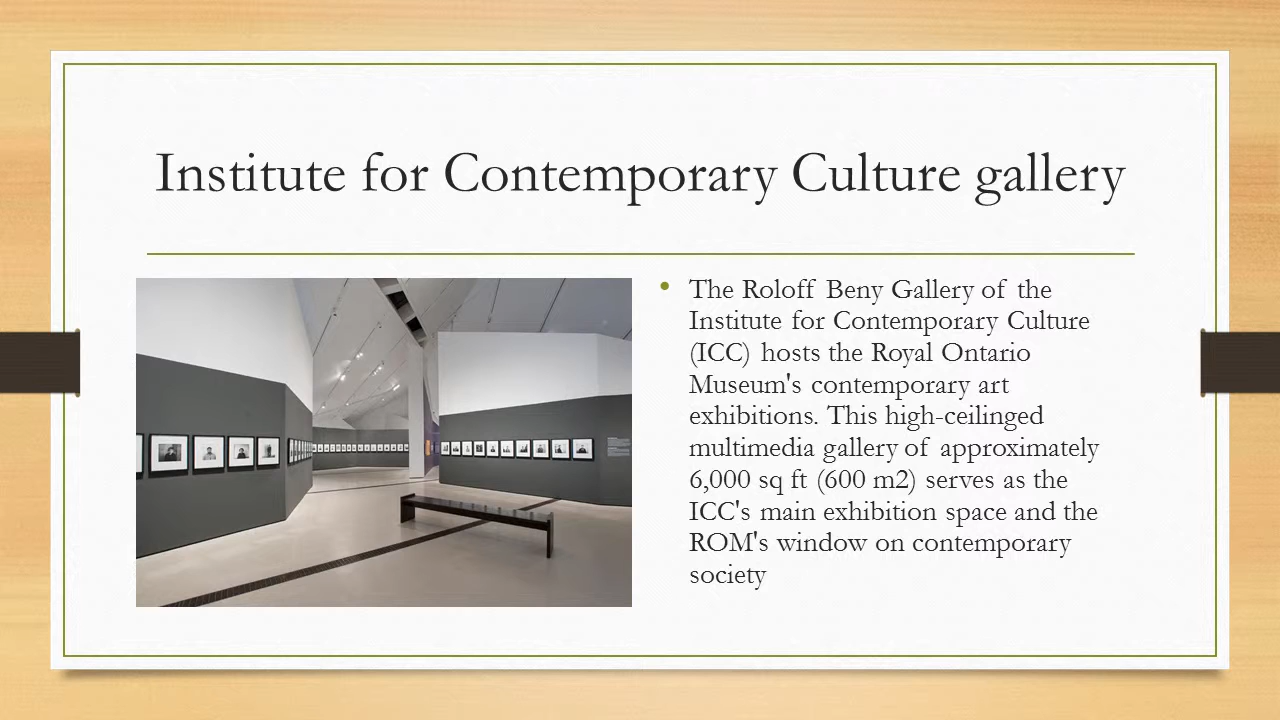 Institute for Contemporary Culture gallery
• The Roloff Beny Gallery of the
Institute for Contemporary Culture
(ICC) hosts the Royal Ontario
Museum's contemporary art
exhibitions. This high-ceilinged
multimedia gallery of approximately
6,000 sq ft (600 m2) serves as the
ICC's main exhibition space and the
ROM's window on contemporary
society